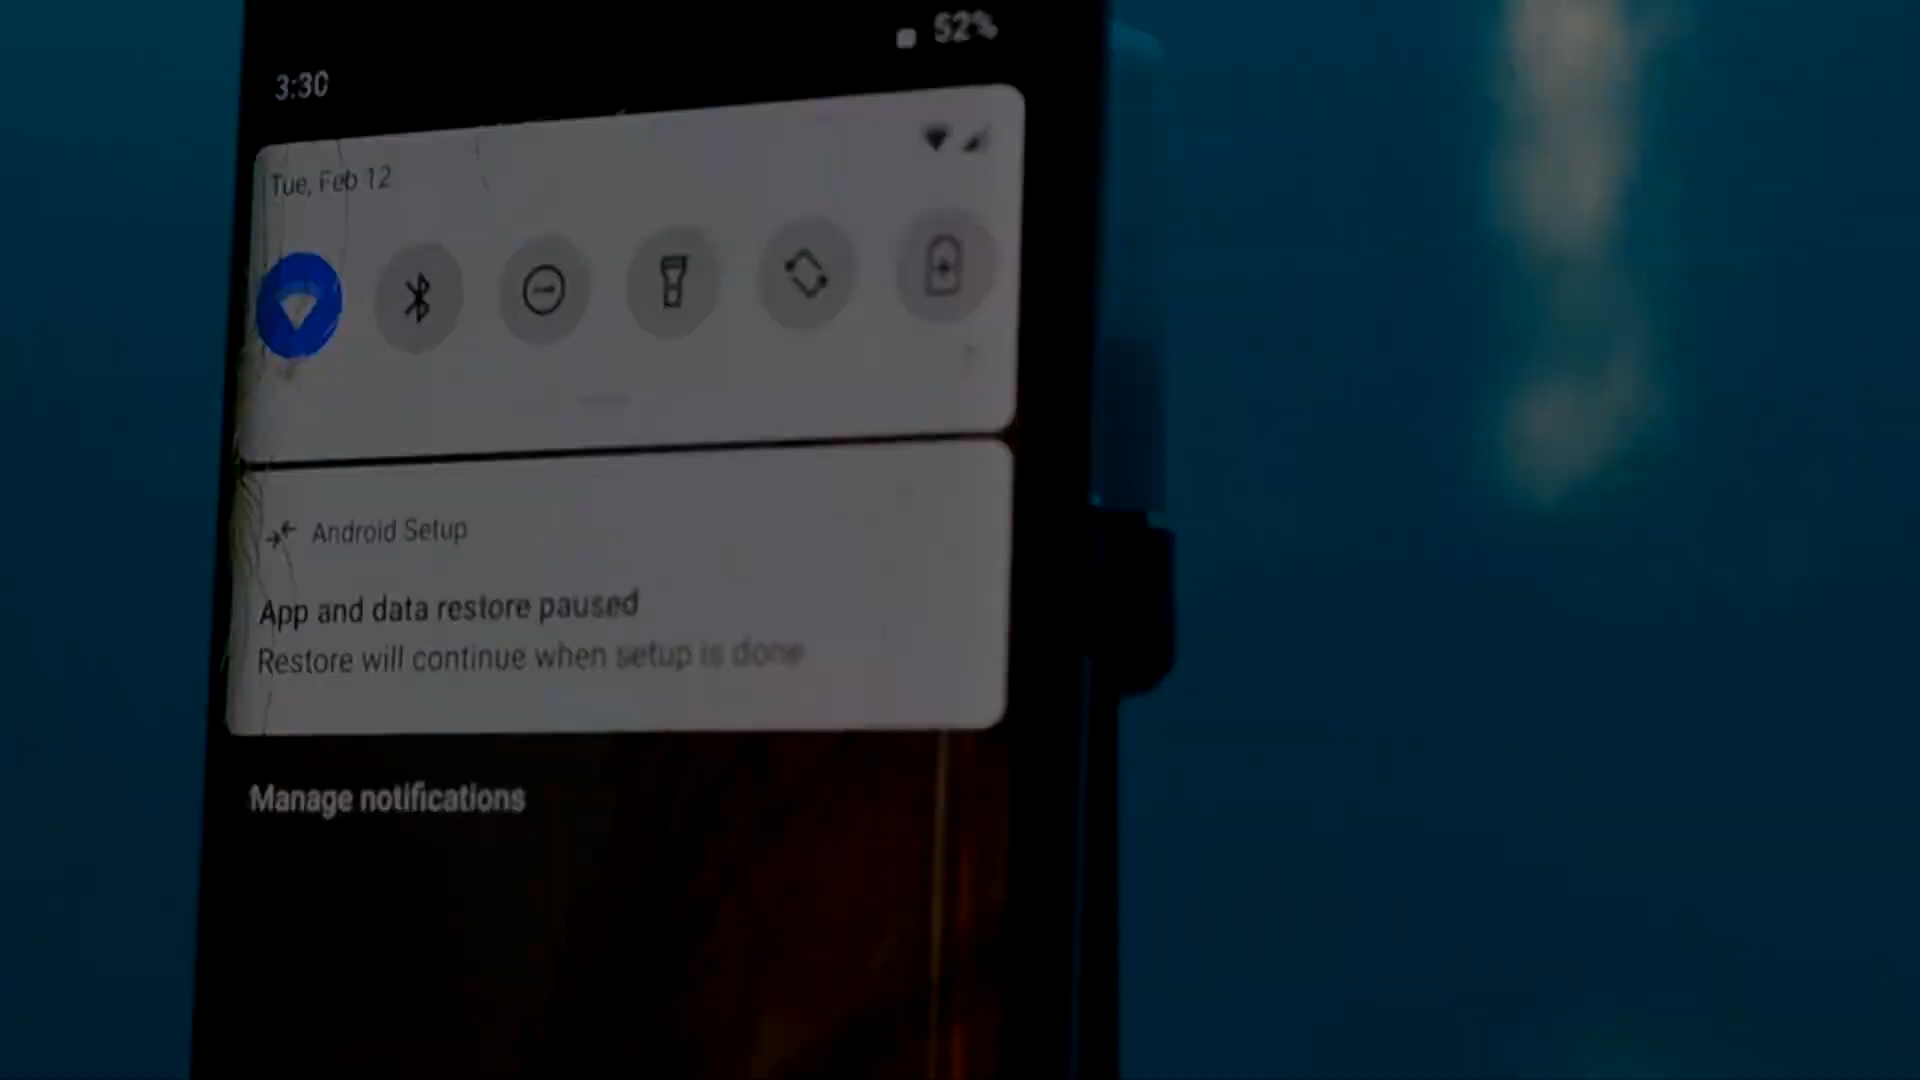 52%
3:30
Tue, Feb 12
Android Setup
App and data restore paused
Restore will continue when setup is done
Manage notifications